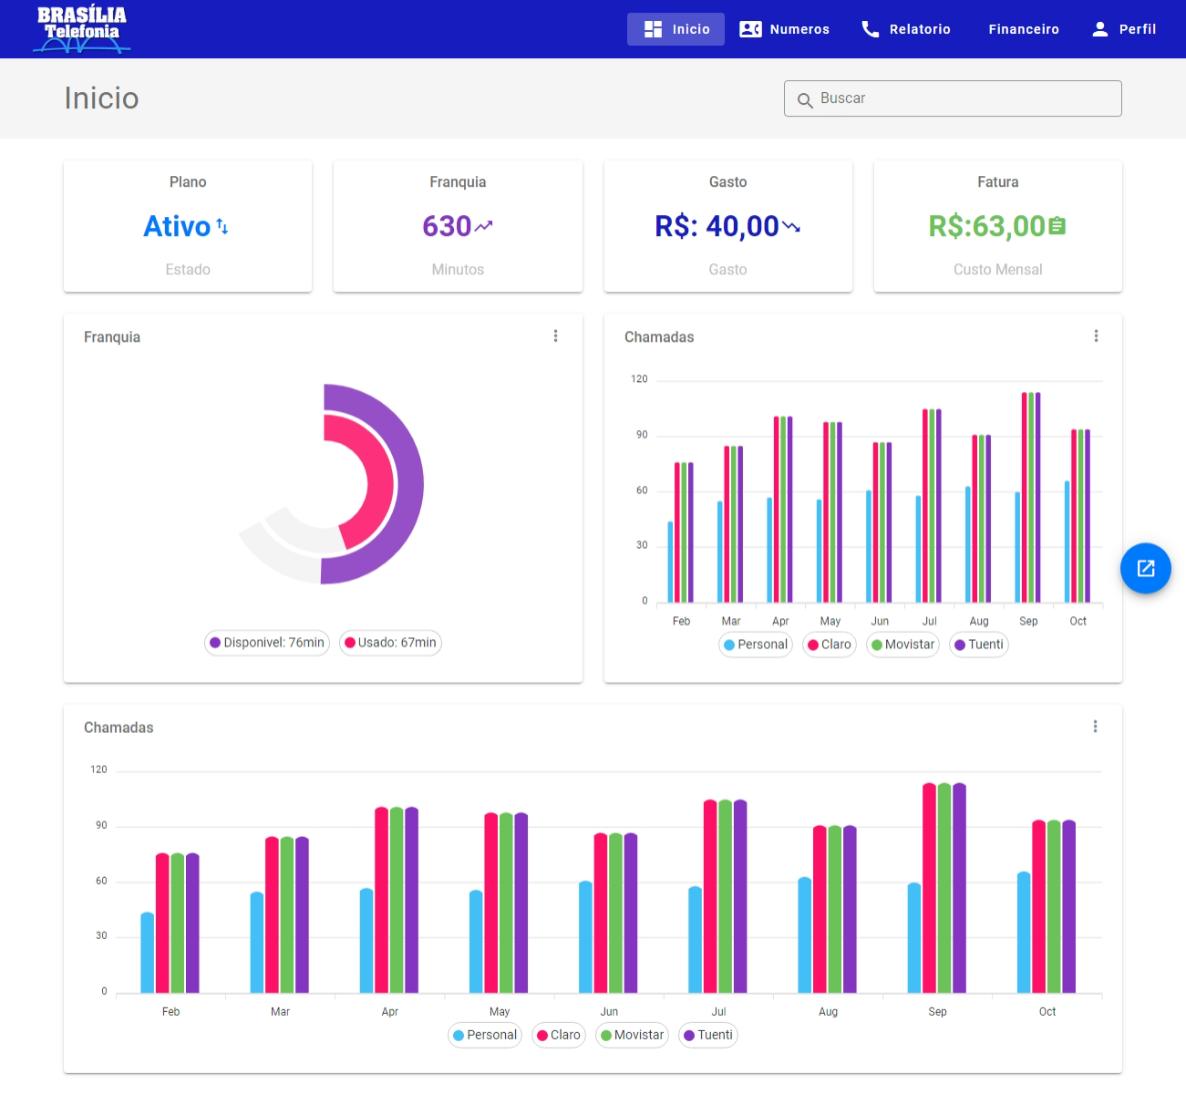 BRASÍLIA
Telefonia
Inicio
Numeros
Relatorio
Financeiro
Perfil
Inicio
Buscar
Plano
Ativo
Estado
Franquia
630
Minutos
Gasto
R$: 40,00
Gasto
Fatura
R$:63,00
Custo Mensal
Franquia
Disponivel: 76min
Usado: 67min
Chamadas
120
90
60
30
0
Feb Mar Apr May Jun Jul Aug Sep Oct
Personal Claro Movistar Tuenti
Chamadas
120
90
60
30
0
Feb Mar Apr May Jun Jul Aug Sep Oct
Personal Claro Movistar Tuenti